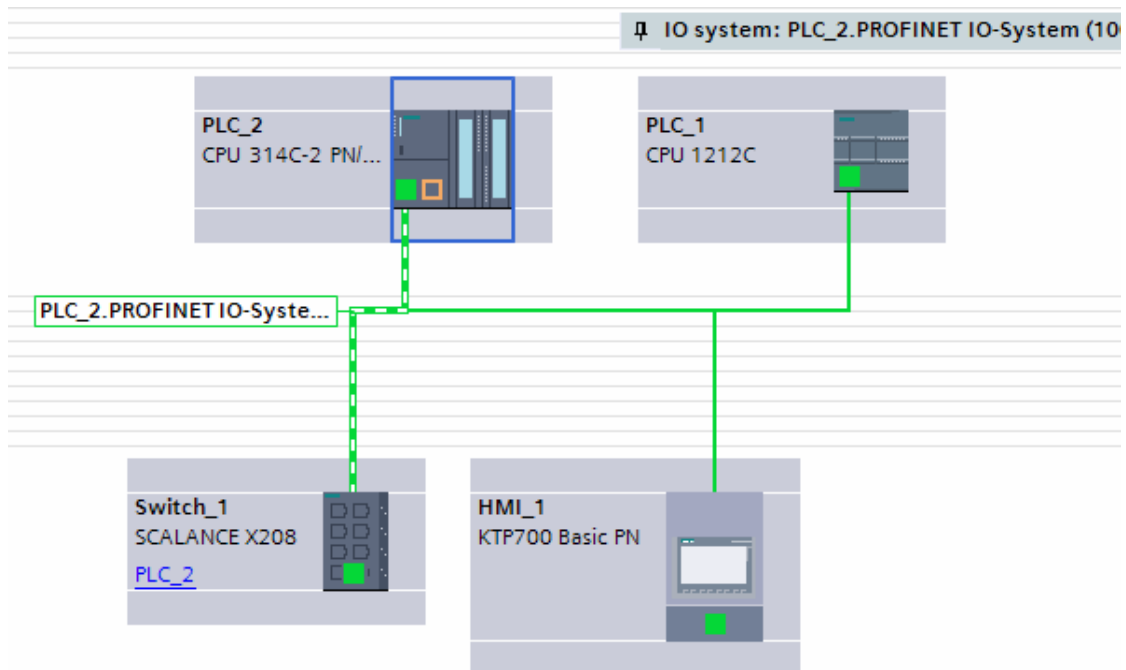 IO system: PLC_2.PROFINET IO-System (10
PLC_2
CPU 314C-2 PN/...
PLC_1
CPU 1212C
PLC_2.PROFINET IO-Syste...
Switch_1
SCALANCE X208
PLC_2
HMI_1
KTP700 Basic PN